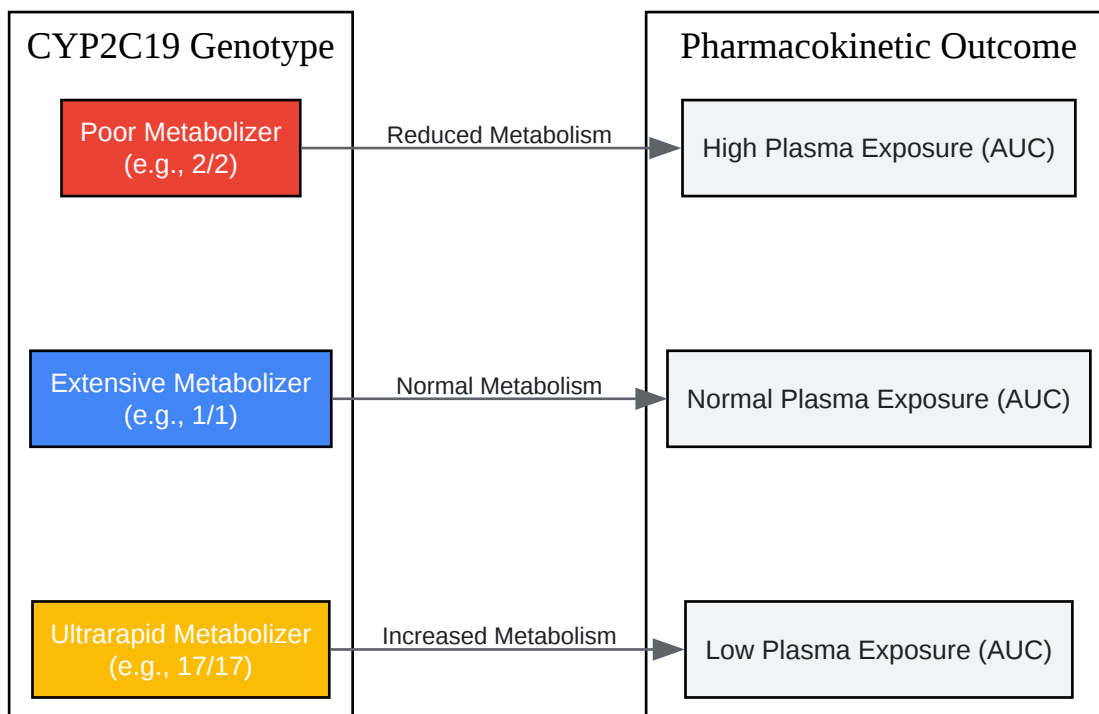 CYP2C19 Genotype
Pharmacokinetic Outcome
Poor Metabolizer
(e.g., 2/2)
Reduced Metabolism
High Plasma Exposure (AUC)
Extensive Metabolizer
(e.g., 1/1)
Normal Metabolism
Normal Plasma Exposure (AUC)
Ultrarapid Metabolizer
(e.g., 17/17)
Increased Metabolism
Low Plasma Exposure (AUC)